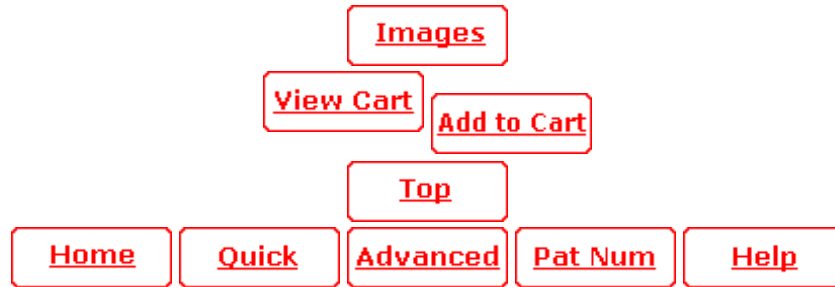 Images
View Cart
Add to Cart
Top
Home Quick Advanced Pat Num Help